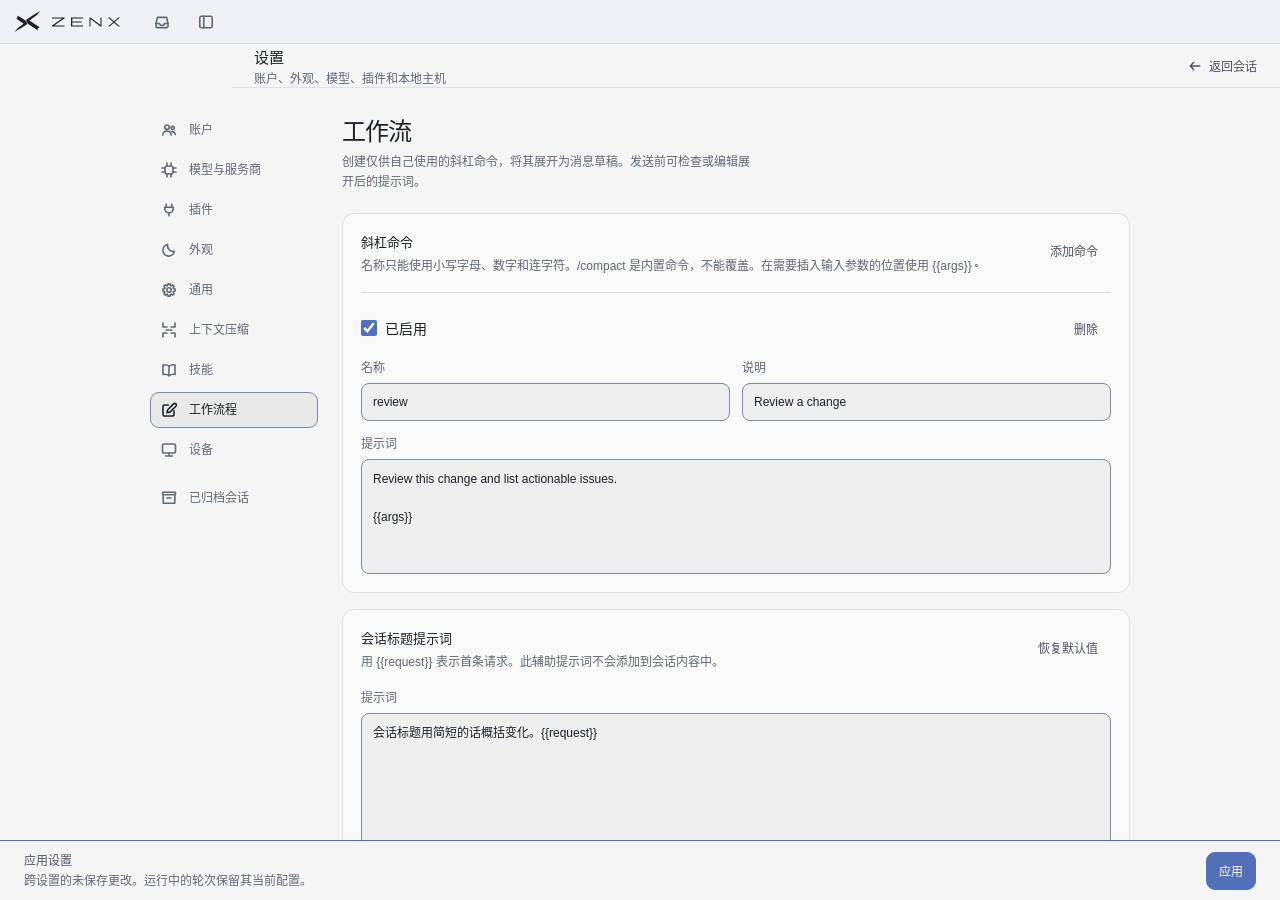 ZENX
设置
账户、外观、模型、插件和本地主机
返回会话
账户
模型与服务商
插件
外观
通用
上下文压缩
技能
工作流程
设备
已归档会话
工作流
创建仅供自己使用的斜杠命令，将其展开为消息草稿。发送前可检查或编辑展
开后的提示词。
斜杠命令
名称只能使用小写字母、数字和连字符。/compact 是内置命令，不能覆盖。在需要插入输入参数的位置使用 {{args}}。
添加命令
已启用
删除
名称
说明
review
Review a change
提示词
Review this change and list actionable issues.
{{args}}
会话标题提示词
用 {{request}} 表示首条请求。此辅助提示词不会添加到会话内容中。
恢复默认值
提示词
会话标题用简短的话概括变化。{{request}}
应用设置
跨设置的未保存更改。运行中的轮次保留其当前配置。
应用